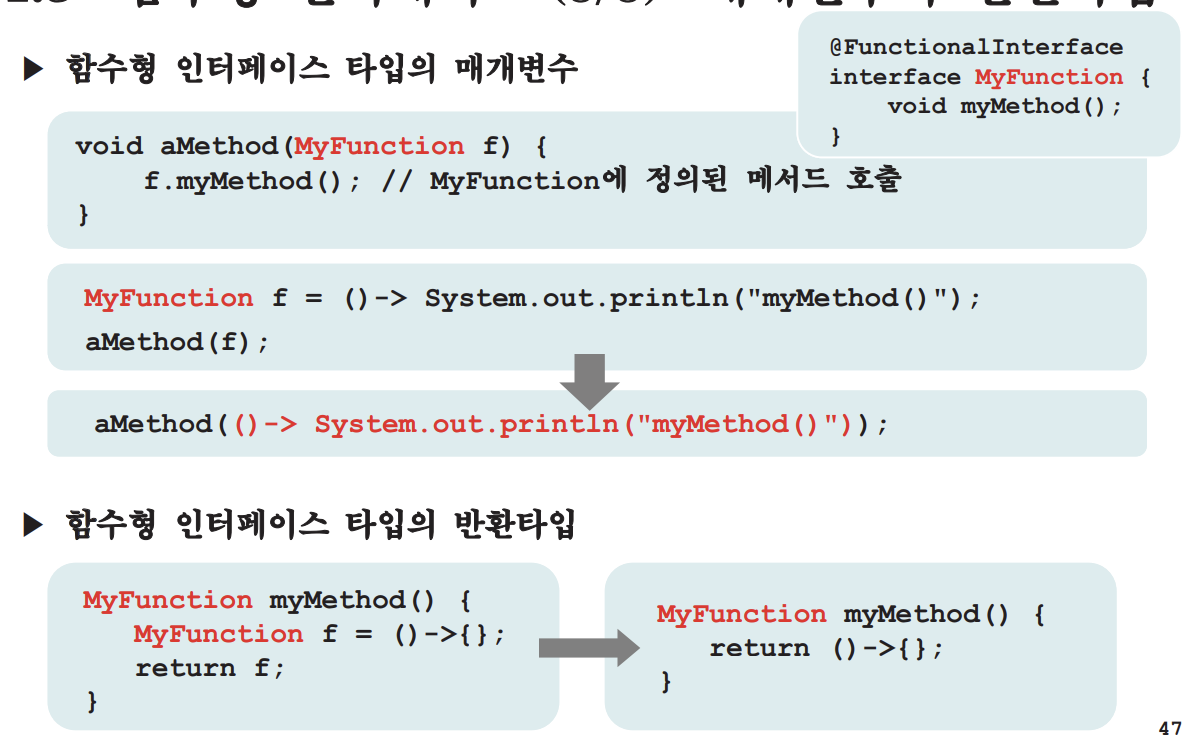 @FunctionalInterface
interface MyFunction {
void myMethod();
}
▶ 함수형 인터페이스 타입의 매개변수
void aMethod(MyFunction f) {
f.myMethod(); // MyFunction에 정의된 메서드 호출
}
MyFunction f = ()-> System.out.println("myMethod()");
aMethod(f);
aMethod(()-> System.out.println("myMethod()"));
▶ 함수형 인터페이스 타입의 반환타입
MyFunction myMethod() {
MyFunction f = ()->{};
return f;
}
MyFunction myMethod() {
return ()->{};
}
47